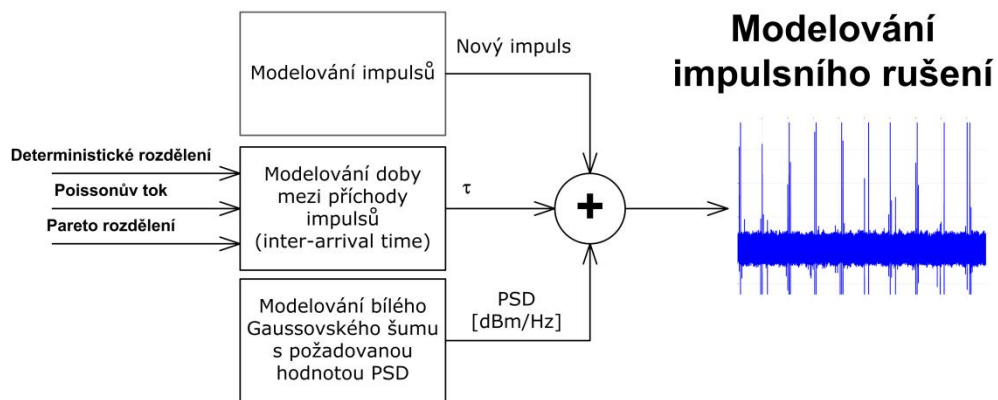 Modelování
impulsního rušení
Modelování impulsů
Nový impuls
Deterministické rozdělení
Poissonův tok
Pareto rozdělení
Modelování doby
mezi příchody
impulsů
(inter-arrival time)
τ
+
Modelování bílého
Gaussovského šumu
s požadovanou
hodnotou PSD
PSD
[dBm/Hz]